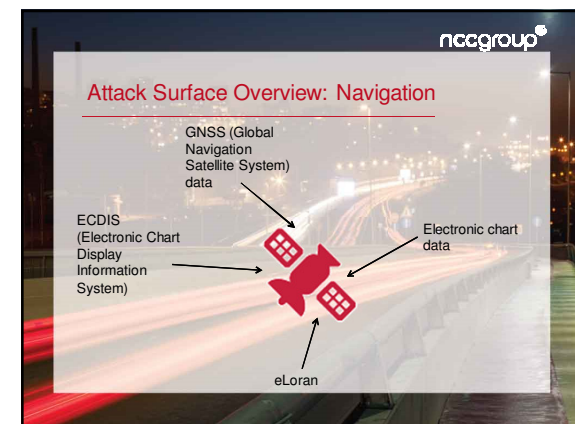 nccgroup
Attack Surface Overview: Navigation
GNSS (Global
Navigation
Satellite System)
data
ECDIS
(Electronic Chart
Display
Information
System)
Electronic chart
data
eLoran